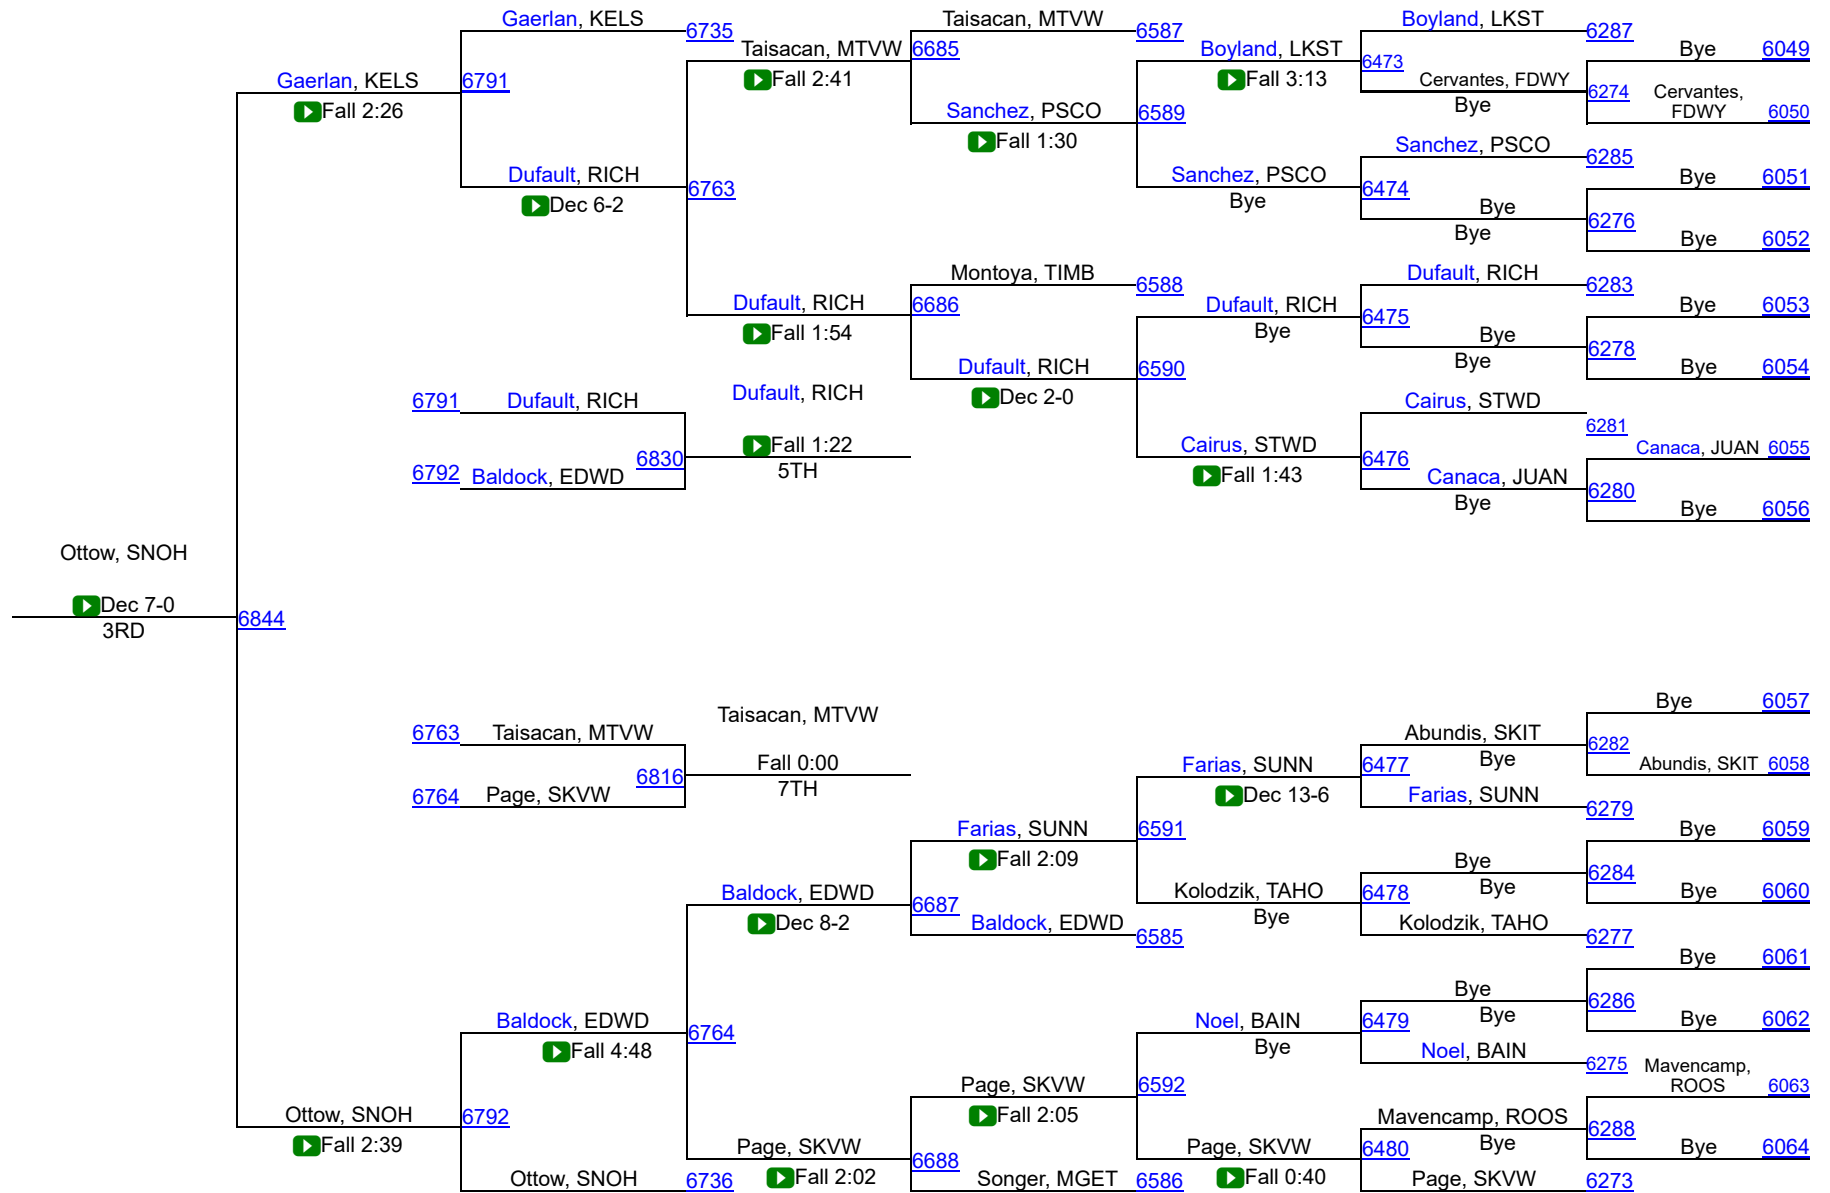 Gaerlan, KELS
Taisacan, MTVW
Boyland, LKST
6735
6587
6287
Taisacan, MTVW
6685
Boyland, LKST
Bye
6049
6473
Gaerlan, KELS
6791
Fall 2:41
Fall 3:13
Cervantes, FDWY
6274
Cervantes,
FDWY
6050
Fall 2:26
Sanchez, PSCO
6589
Bye
Fall 1:30
Sanchez, PSCO
6285
Dufault, RICH
6763
Sanchez, PSCO
6474
Bye
6051
Dec 6-2
Bye
Bye
6276
Bye
Bye
6052
Montoya, TIMB
6588
Dufault, RICH
6283
Dufault, RICH
6686
Dufault, RICH
6475
Bye
6053
Fall 1:54
Bye
Bye
6278
Bye
Dufault, RICH
6590
Bye
6054
6791
Dufault, RICH
Dufault, RICH
Dec 2-0
Cairus, STWD
6281
Fall 1:22
Cairus, STWD
6476
Canaca, JUAN
6055
6830
5TH
6792
Baldock, EDWD
Fall 1:43
Canaca, JUAN
6280
Bye
Bye
6056
Ottow, SNOH
Dec 7-0
3RD
6844
Bye
6057
Taisacan, MTVW
6763
Taisacan, MTVW
Abundis, SKIT
6282
Bye
Fall 0:00
Farias, SUNN
6477
Abundis, SKIT
6058
6816
7TH
6764
Page, SKVW
Dec 13-6
Farias, SUNN
6279
Farias, SUNN
6591
Bye
6059
Fall 2:09
Bye
6284
Baldock, EDWD
6687
Kolodzik, TAHO
6478
Bye
Bye
6060
Dec 8-2
Baldock, EDWD
6585
Bye
Kolodzik, TAHO
6277
Bye
6061
Bye
6286
Baldock, EDWD
6764
Noel, BAIN
6479
Bye
Bye
6062
Fall 4:48
Bye
Noel, BAIN
6275
Mavencamp,
ROOS
6063
Page, SKVW
6592
Ottow, SNOH
6792
Fall 2:05
Mavencamp, ROOS
6288
Fall 2:39
Page, SKVW
6688
Page, SKVW
6480
Bye
Bye
6064
Ottow, SNOH
6736
Fall 2:02
Songer, MGET
6586
Fall 0:40
Page, SKVW
6273